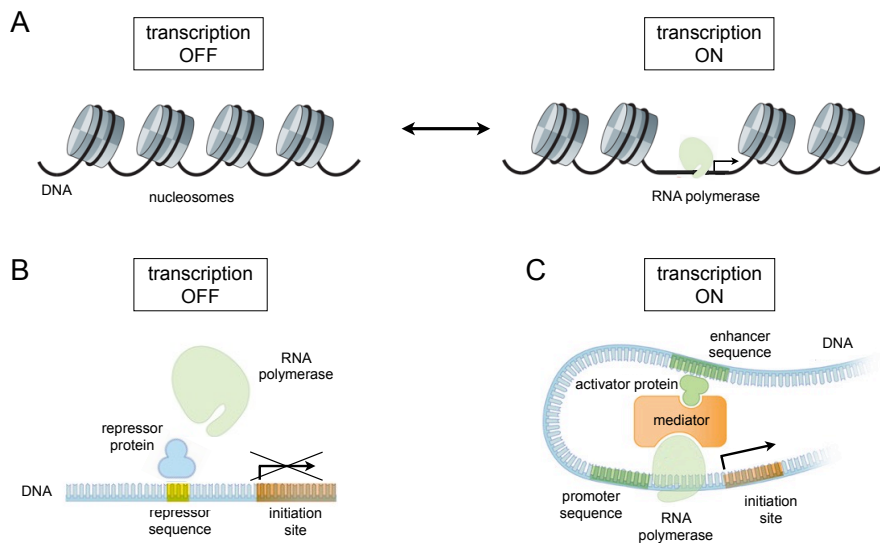 A
transcription
OFF
transcription
ON
DNA
nucleosomes
RNA polymerase
B
transcription
OFF
C
transcription
ON
RNA
polymerase
repressor
protein
DNA
repressor
sequence
initiation
site
enhancer
sequence
DNA
activator protein
mediator
promoter
sequence
RNA
polymerase
initiation
site